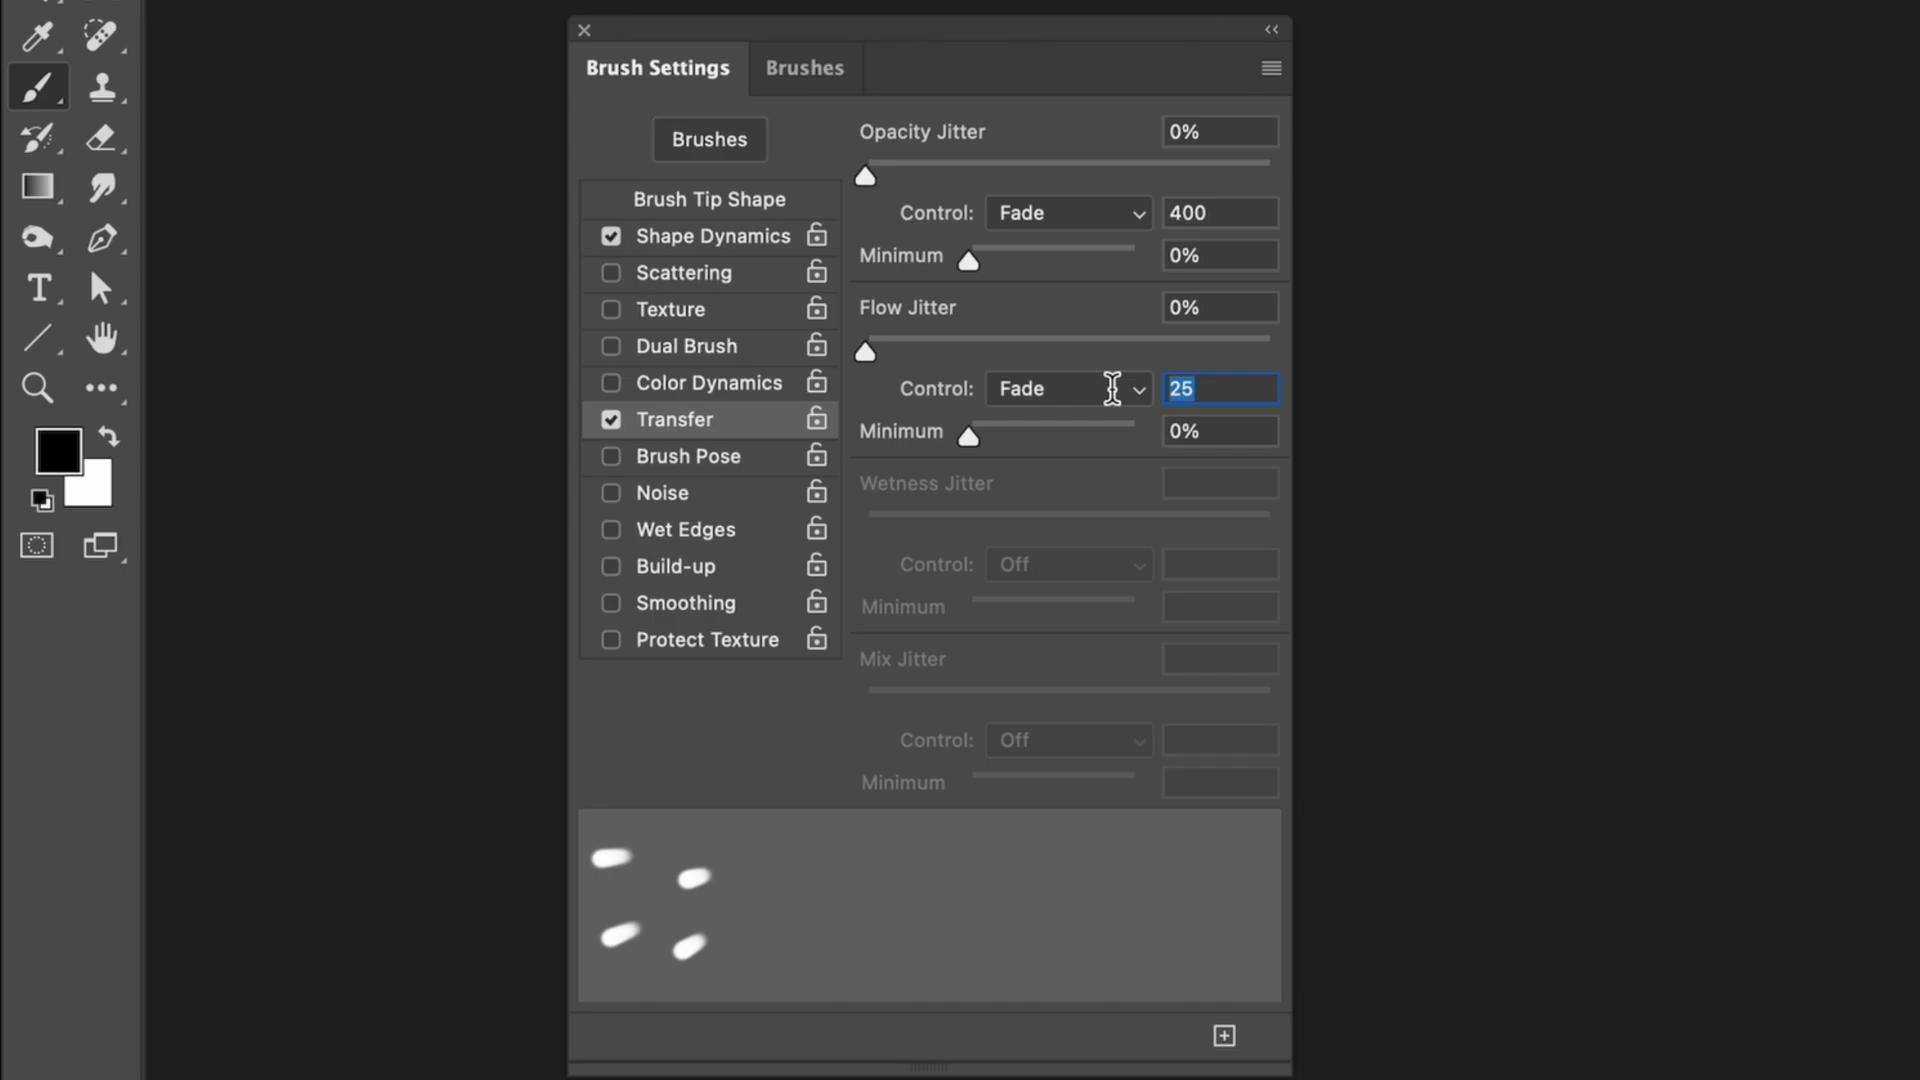 Brush Settings
Brushes
Brushes
Brush Tip Shape
Shape Dynamics
Scattering
Texture
Dual Brush
Color Dynamics
Transfer
Brush Pose
Noise
Wet Edges
Build-up
Smoothing
Protect Texture
Opacity Jitter 0%
Control: Fade 400
Minimum 0%
Flow Jitter 0%
Control: Fade 25
Minimum 0%
Wetness Jitter
Control: Off
Minimum
Mix Jitter
Control: Off
Minimum